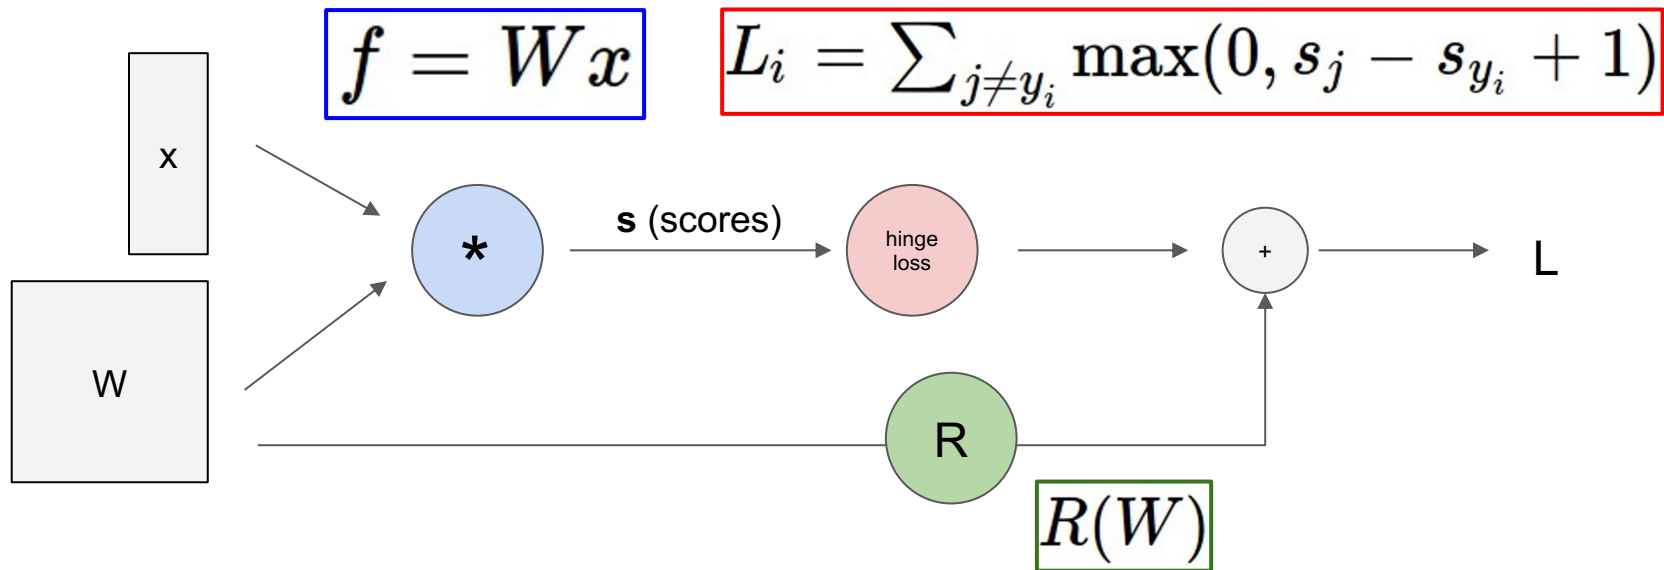 f = Wx
L_i = ∑_{j≠y_i} max(0, s_j − s_{y_i} + 1)
x
*
s (scores)
hinge
loss
+
L
W
R
R(W)